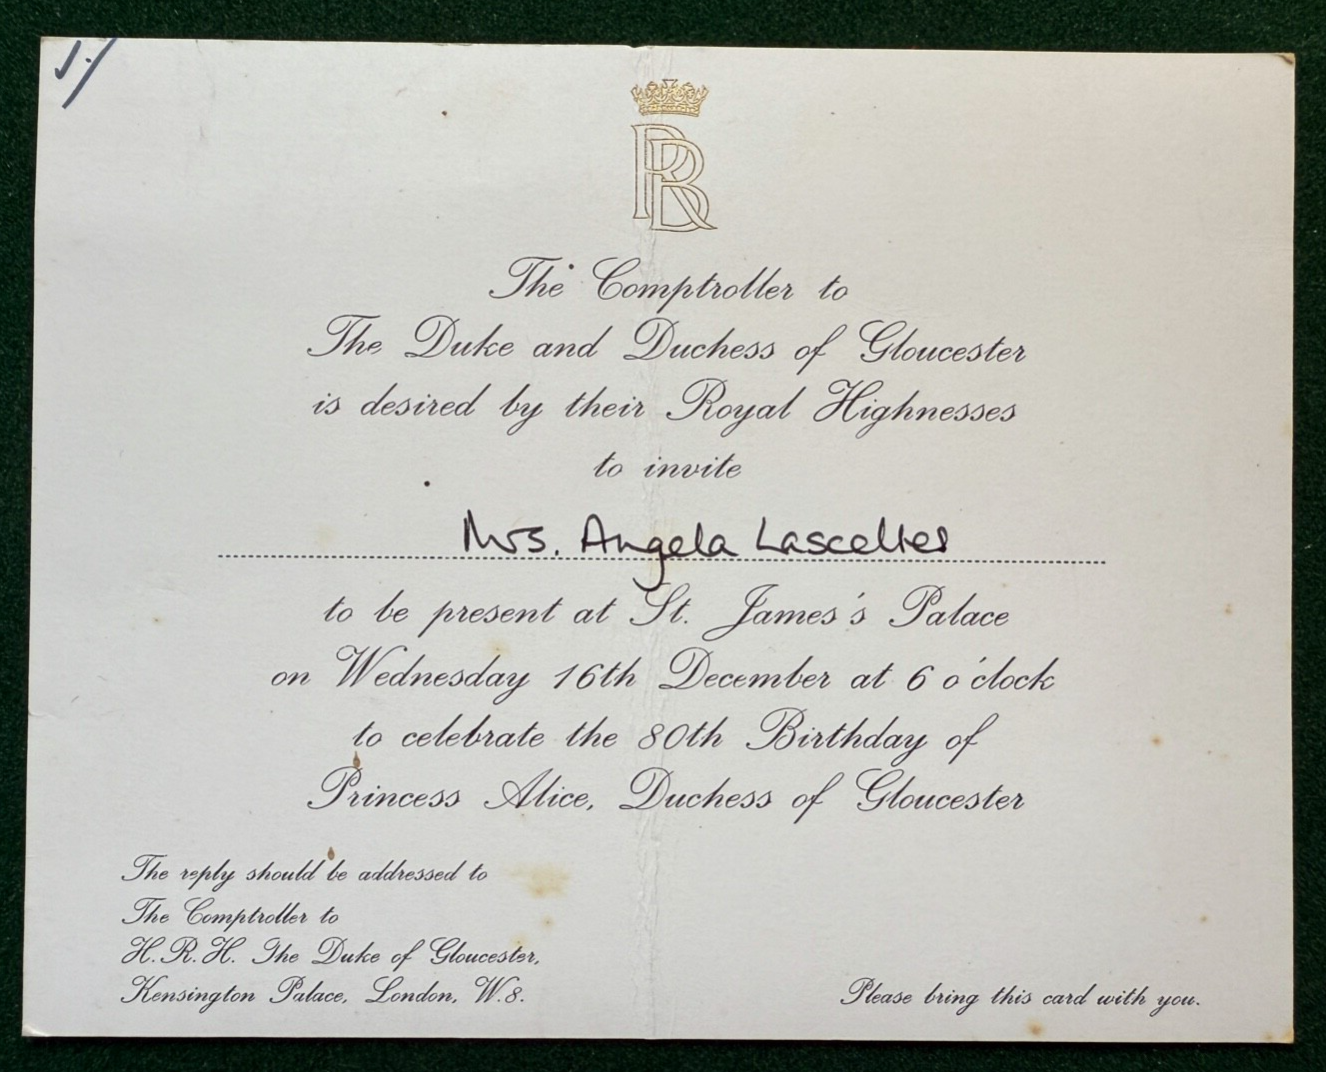 The Comptroller to
The Duke and Duchess of Gloucester
is desired by their Royal Highnesses
to invite
Mrs. Angela Lascelles
to be present at St. James's Palace
on Wednesday 16th December at 6 o'clock
to celebrate the 80th Birthday of
Princess Alice, Duchess of Gloucester
The reply should be addressed to
The Comptroller to
H.R.H. The Duke of Gloucester,
Kensington Palace, London, W.8.
Please bring this card with you.